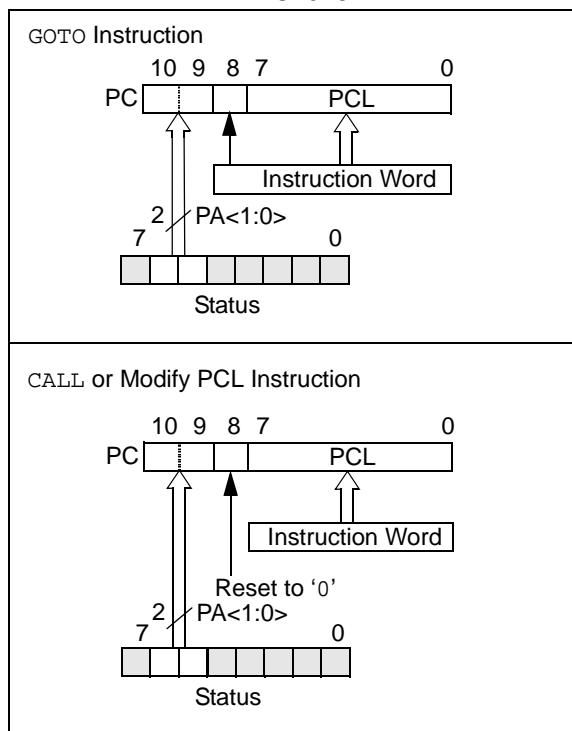 GOTO Instruction
10 9 8 7 0
PC PCL
Instruction Word
2 PA<1:0>
7 0
Status
CALL or Modify PCL Instruction
10 9 8 7 0
PC PCL
Instruction Word
Reset to ‘0’
2 PA<1:0>
7 0
Status